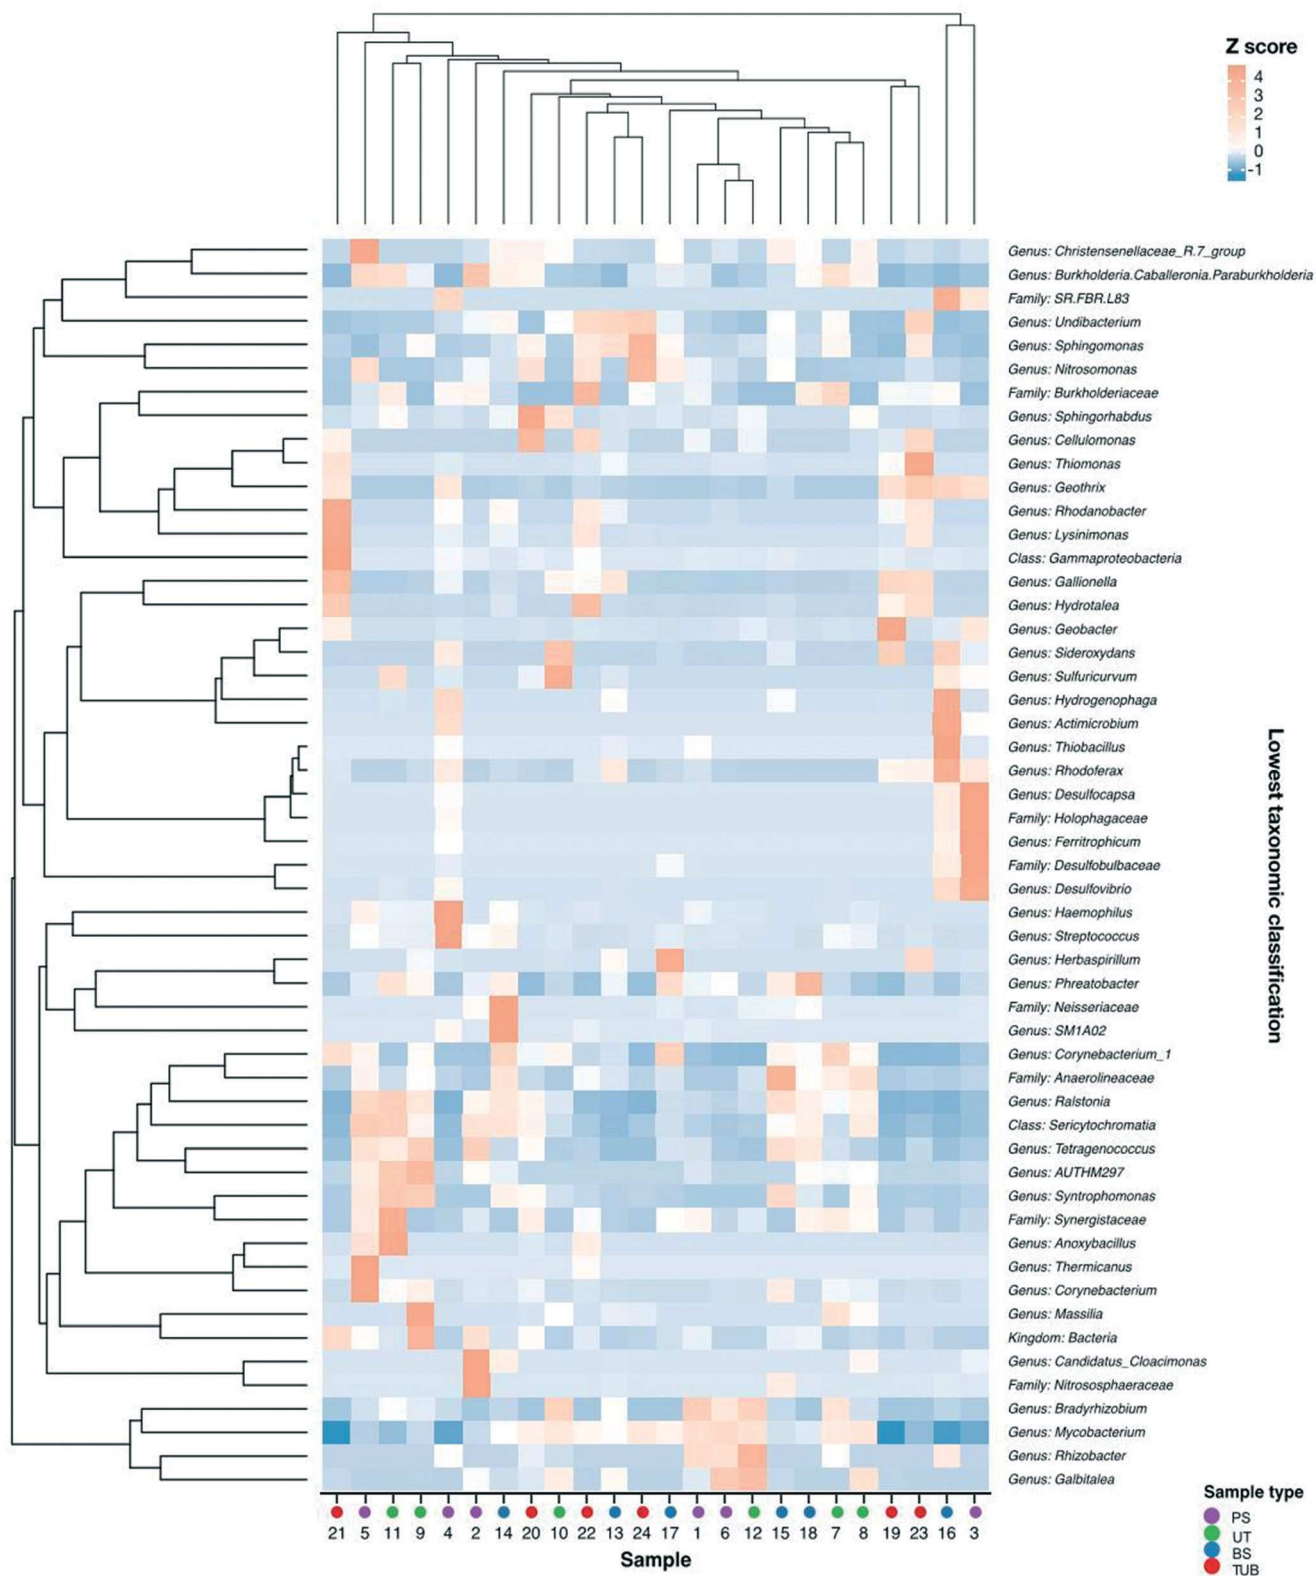 Z score
4
3
2
1
0
-1
Genus: Christensenellaceae_R.7_group
Genus: Burkholderia.Caballeronia.Paraburkholderia
Family: SR.FBR.L83
Genus: Undibacterium
Genus: Sphingomonas
Genus: Nitrosomonas
Family: Burkholderiaceae
Genus: Sphingorhabdus
Genus: Cellulomonas
Genus: Thiomonas
Genus: Geothrix
Genus: Rhodanobacter
Genus: Lysinimonas
Class: Gammaproteobacteria
Genus: Gallionella
Genus: Hydrotalea
Genus: Geobacter
Genus: Sideroxydans
Genus: Sulfuricurvum
Genus: Hydrogenophaga
Genus: Actimicrobium
Genus: Thiobacillus
Genus: Rhodoferax
Genus: Desulfocapsa
Family: Holophagaceae
Genus: Ferritrophicum
Family: Desulfobulbaceae
Genus: Desulfovibrio
Genus: Haemophilus
Genus: Streptococcus
Genus: Herbaspirillum
Genus: Phreatobacter
Family: Neisseriaceae
Genus: SM1A02
Genus: Corynebacterium_1
Family: Anaerolineaceae
Genus: Ralstonia
Class: Sericytochromatia
Genus: Tetragenococcus
Genus: AUTHM297
Genus: Syntrophomonas
Family: Synergistaceae
Genus: Anoxybacillus
Genus: Thermicanus
Genus: Corynebacterium
Genus: Massilia
Kingdom: Bacteria
Genus: Candidatus_Cloacimonas
Family: Nitrososphaeraceae
Genus: Bradyrhizobium
Genus: Mycobacterium
Genus: Rhizobacter
Genus: Galbitalea
Lowest taxonomic classification
21 5 11 9 4 2 14 20 10 22 13 24 17 1 6 12 15 18 7 8 19 23 16 3
Sample
Sample type
PS
UT
BS
TUB